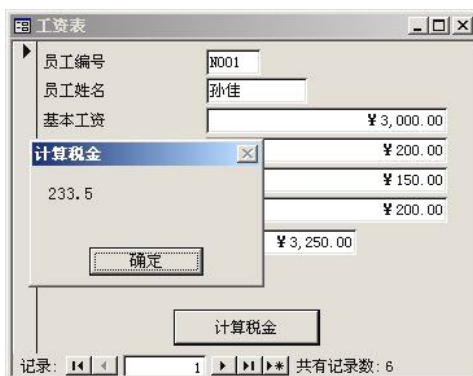 工资表
员工编号 N001
员工姓名 孙佳
基本工资 ¥3,000.00
计算税金
¥200.00
233.5
¥150.00
¥200.00
确定
¥3,250.00
计算税金
记录: 1 共有记录数: 6